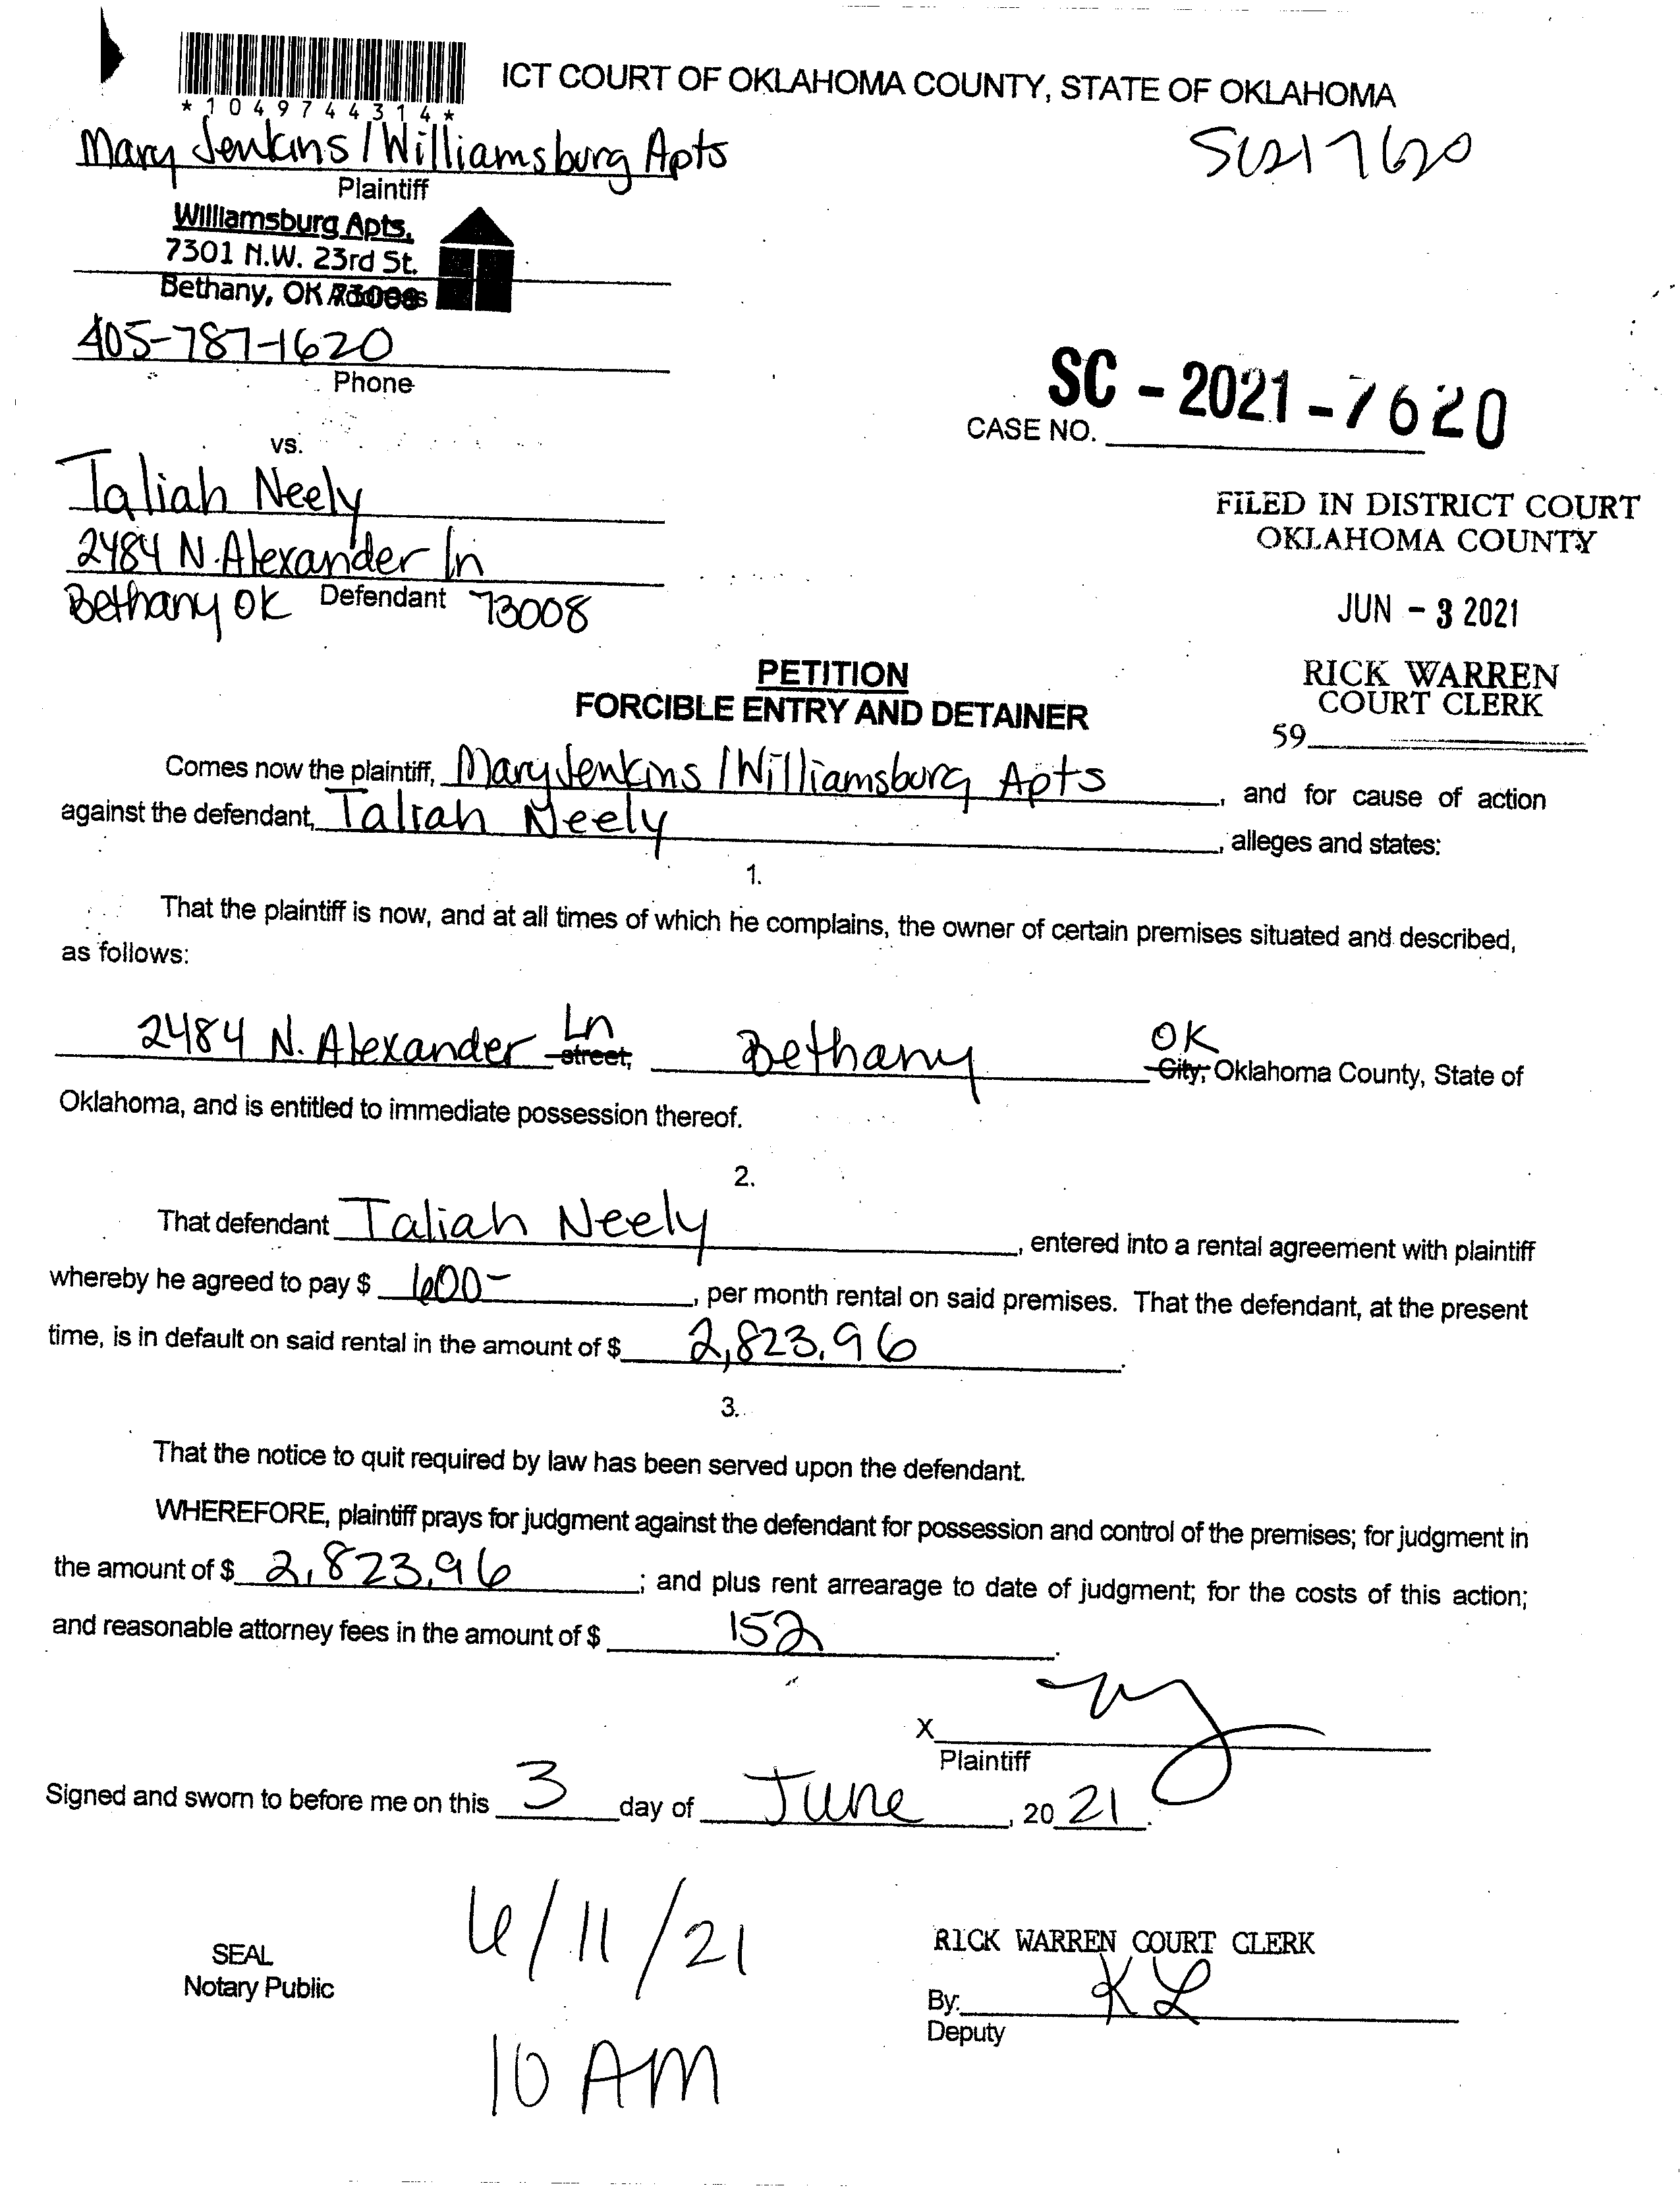 *1049744314*
ICT COURT OF OKLAHOMA COUNTY, STATE OF OKLAHOMA
Mary Jenkins / Williamsburg Apts
SC217620
Plaintiff
Williamsburg Apts.
7301 N.W. 23rd St.
Bethany, OK 73008
405-787-1620
Phone
SC - 2021 - 7620
CASE NO.
vs.
Taliah Neely
2484 N. Alexander Ln
Bethany OK Defendant 73008
FILED IN DISTRICT COURT
OKLAHOMA COUNTY
JUN - 3 2021
RICK WARREN
COURT CLERK
59
PETITION
FORCIBLE ENTRY AND DETAINER
Comes now the plaintiff, Mary Jenkins / Williamsburg Apts, and for cause of action
against the defendant, Taliah Neely, alleges and states:
1.
That the plaintiff is now, and at all times of which he complains, the owner of certain premises situated and described,
as follows:
2484 N. Alexander Ln street, Bethany OK City, Oklahoma County, State of
Oklahoma, and is entitled to immediate possession thereof.
2.
That defendant Taliah Neely, entered into a rental agreement with plaintiff
whereby he agreed to pay $ 600-, per month rental on said premises. That the defendant, at the present
time, is in default on said rental in the amount of $ 2,823.96.
3.
That the notice to quit required by law has been served upon the defendant.
WHEREFORE, plaintiff prays for judgment against the defendant for possession and control of the premises; for judgment in
the amount of $ 2,823.96; and plus rent arrearage to date of judgment; for the costs of this action;
and reasonable attorney fees in the amount of $ 152.
X
Plaintiff
Signed and sworn to before me on this 3 day of June, 20 21.
6/11/21
10 AM
SEAL
Notary Public
RICK WARREN COURT CLERK
By: KL
Deputy